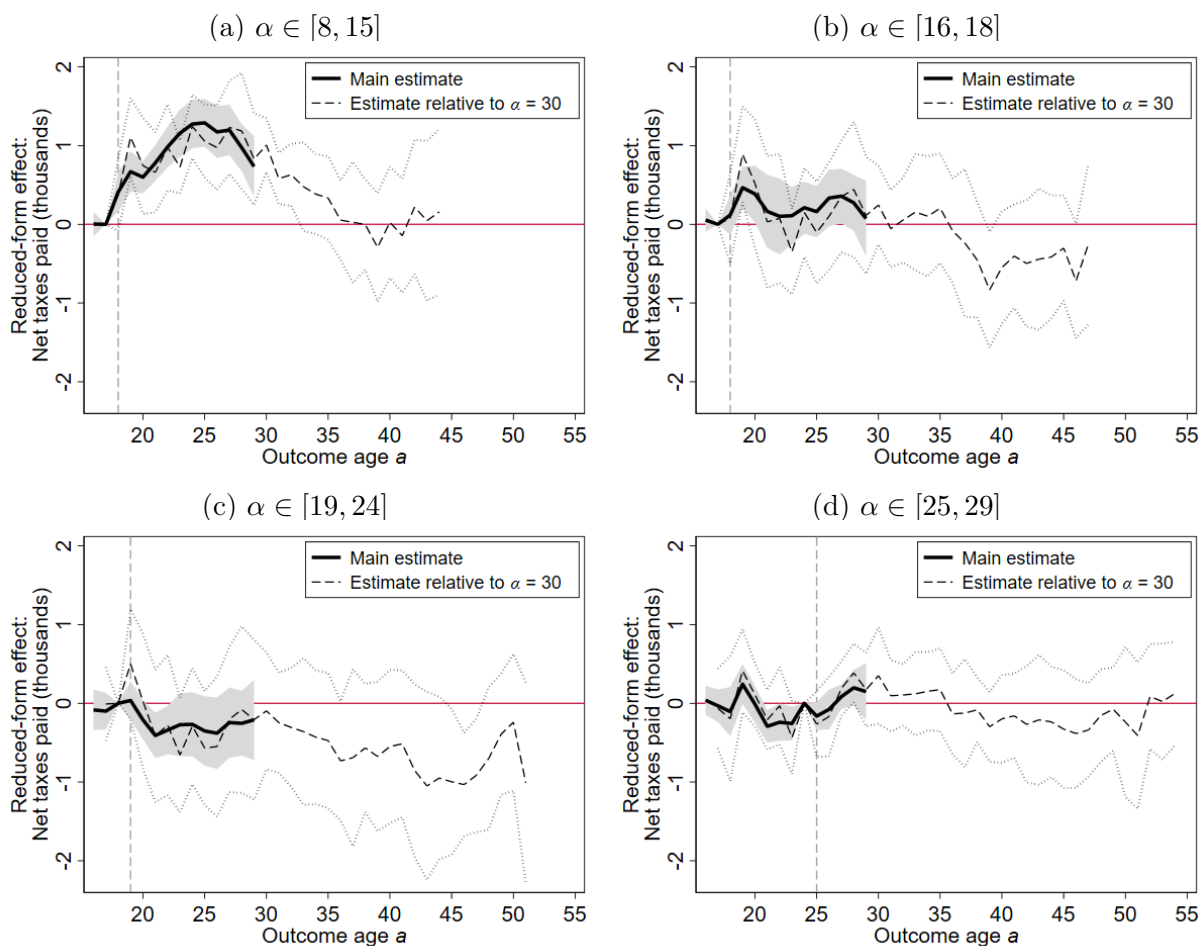 (a) α ∈ [8, 15]
Reduced-form effect:
Net taxes paid (thousands)
2
1
0
-1
-2
Main estimate
Estimate relative to α = 30
20 25 30 35 40 45 50 55
Outcome age a
(b) α ∈ [16, 18]
Reduced-form effect:
Net taxes paid (thousands)
2
1
0
-1
-2
Main estimate
Estimate relative to α = 30
20 25 30 35 40 45 50 55
Outcome age a
(c) α ∈ [19, 24]
Reduced-form effect:
Net taxes paid (thousands)
2
1
0
-1
-2
Main estimate
Estimate relative to α = 30
20 25 30 35 40 45 50 55
Outcome age a
(d) α ∈ [25, 29]
Reduced-form effect:
Net taxes paid (thousands)
2
1
0
-1
-2
Main estimate
Estimate relative to α = 30
20 25 30 35 40 45 50 55
Outcome age a